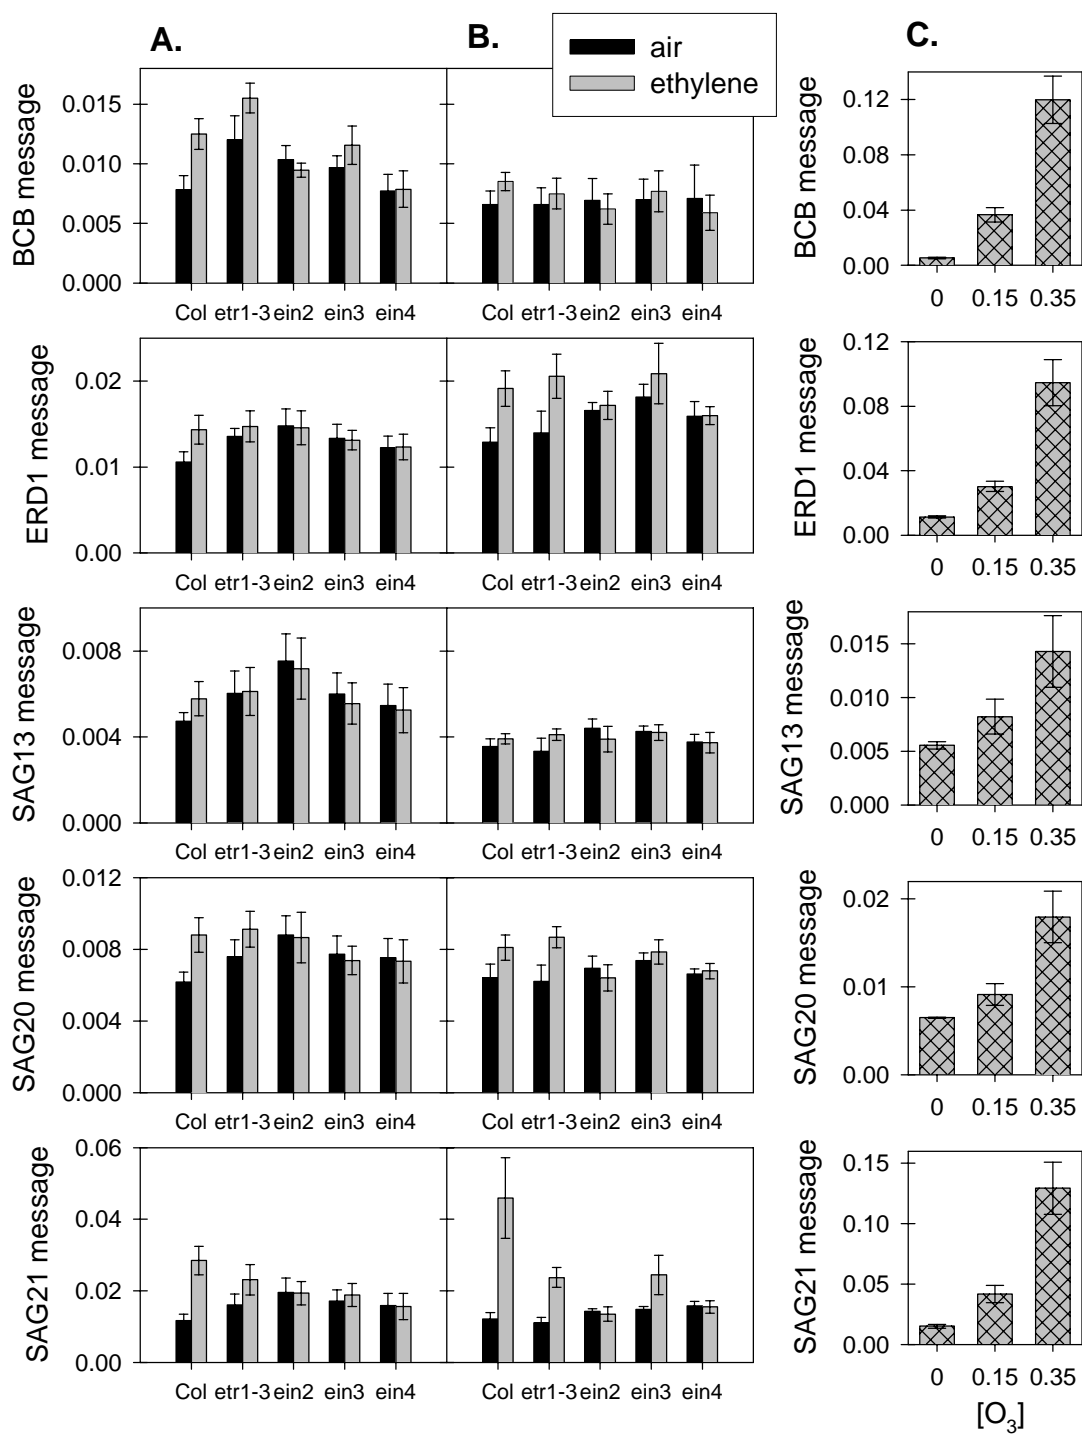 A.
B.
C.
air
ethylene
BCB message
0.015
0.010
0.005
0.000
Col etr1-3 ein2 ein3 ein4
Col etr1-3 ein2 ein3 ein4
BCB message
0.12
0.08
0.04
0.00
0 0.15 0.35
ERD1 message
0.02
0.01
0.00
Col etr1-3 ein2 ein3 ein4
Col etr1-3 ein2 ein3 ein4
ERD1 message
0.12
0.08
0.04
0.00
0 0.15 0.35
SAG13 message
0.008
0.004
0.000
Col etr1-3 ein2 ein3 ein4
Col etr1-3 ein2 ein3 ein4
SAG13 message
0.015
0.010
0.005
0.000
0 0.15 0.35
SAG20 message
0.012
0.008
0.004
0.000
Col etr1-3 ein2 ein3 ein4
Col etr1-3 ein2 ein3 ein4
SAG20 message
0.02
0.01
0.00
0 0.15 0.35
SAG21 message
0.06
0.04
0.02
0.00
Col etr1-3 ein2 ein3 ein4
Col etr1-3 ein2 ein3 ein4
SAG21 message
0.15
0.10
0.05
0.00
0 0.15 0.35
[O₃]